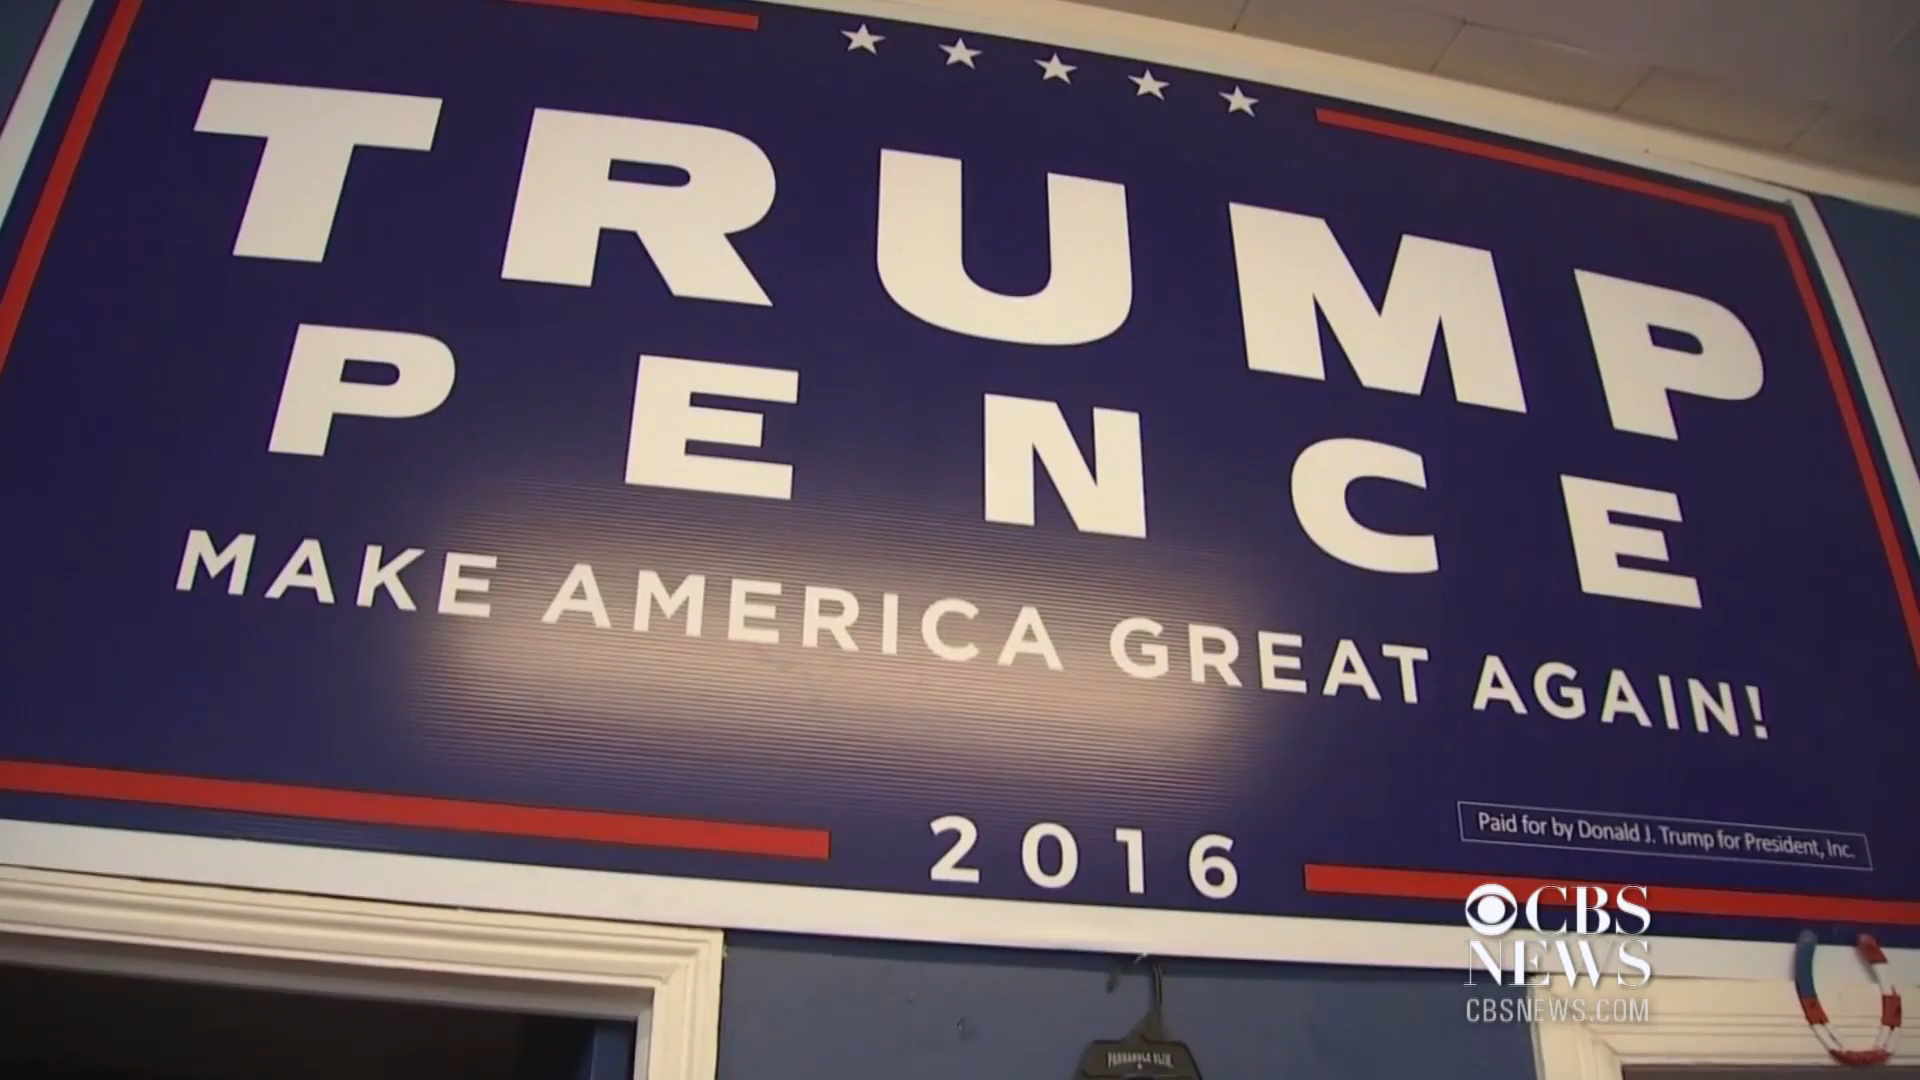 TRUMP
PENCE
MAKE AMERICA GREAT AGAIN!
2016
Paid for by Donald J. Trump for President, Inc.
CBS
NEWS
CBSNEWS.COM